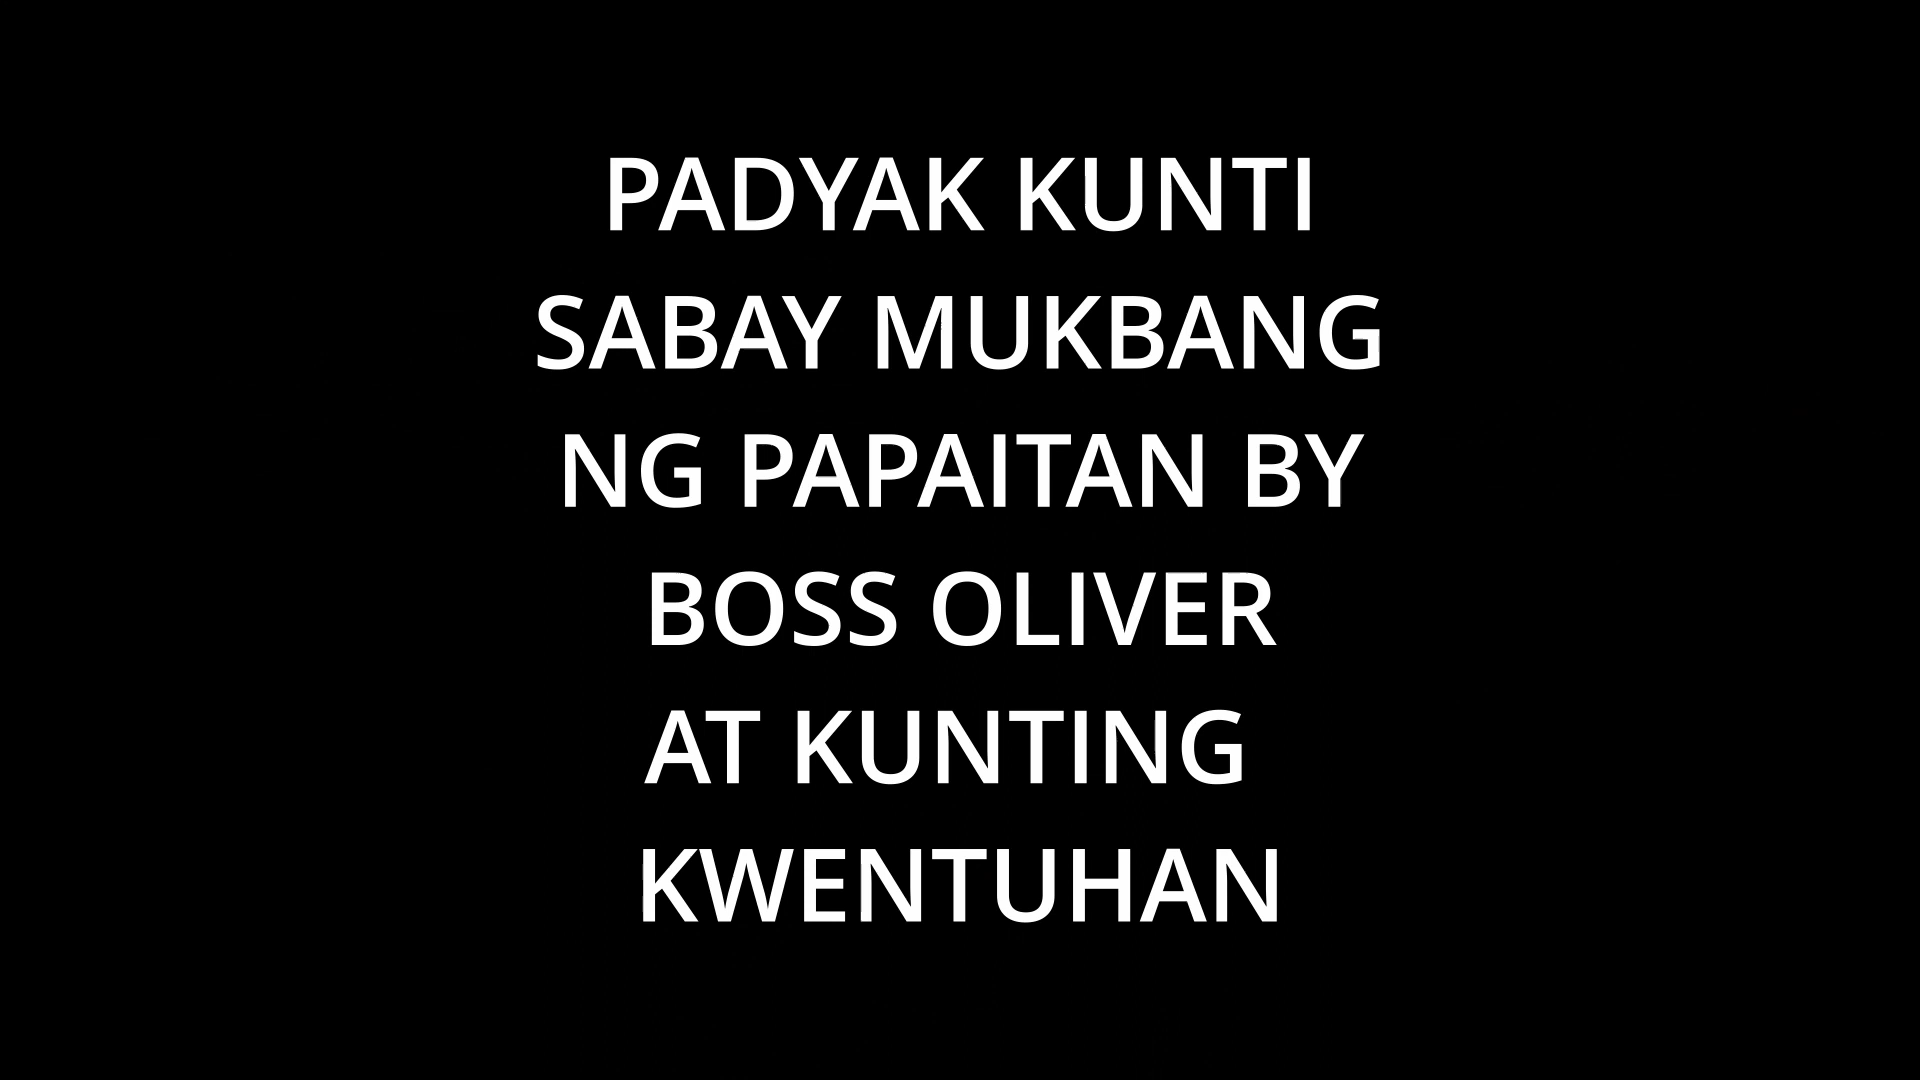 PADYAK KUNTI
SABAY MUKBANG
NG PAPAITAN BY
BOSS OLIVER
AT KUNTING
KWENTUHAN